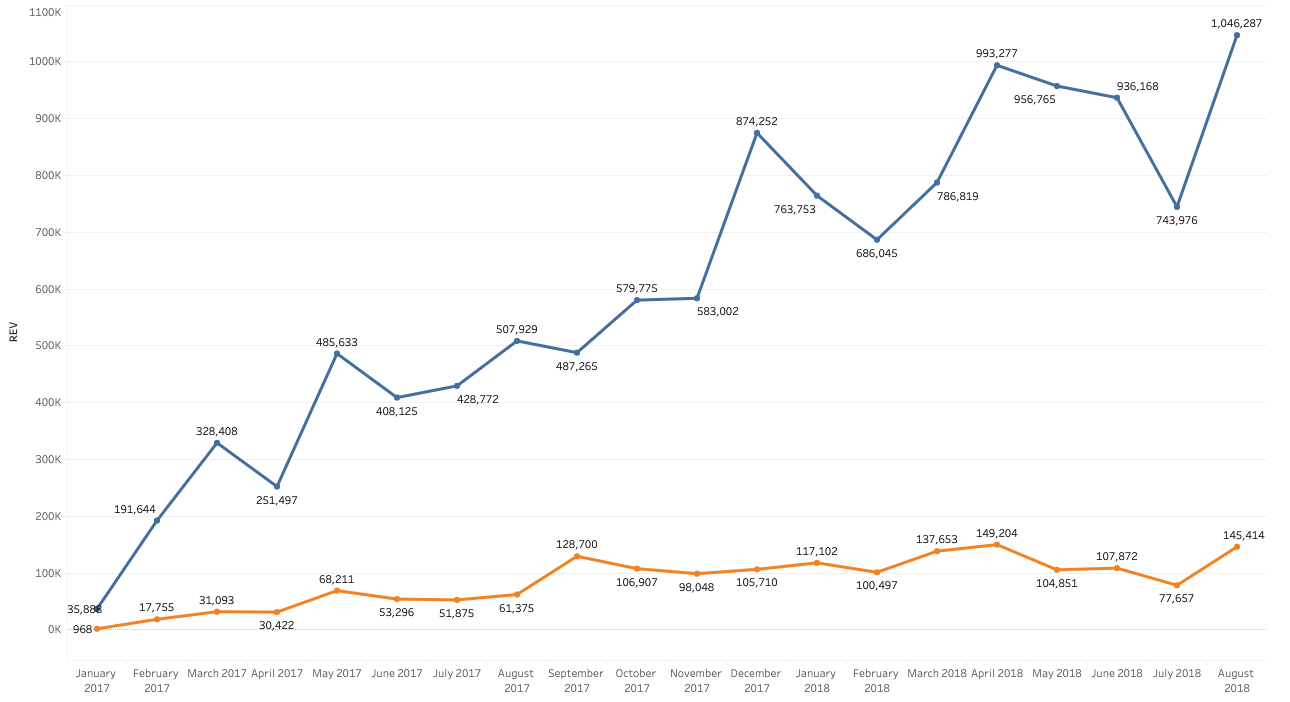 1100K
1000K
900K
800K
700K
600K
500K
400K
300K
200K
100K
0K
REV
191,644
328,408
251,497
485,633
408,125
428,772
507,929
487,265
579,775
583,002
874,252
763,753
686,045
786,819
993,277
956,765
936,168
743,976
1,046,287
968
17,755
31,093
30,422
68,211
53,296
51,875
61,375
128,700
106,907
98,048
105,710
117,102
100,497
137,653
149,204
104,851
107,872
77,657
145,414
January
2017
February
2017
March 2017
April 2017
May 2017
June 2017
July 2017
August
2017
September
2017
October
2017
November
2017
December
2017
January
2018
February
2018
March 2018
April 2018
May 2018
June 2018
July 2018
August
2018